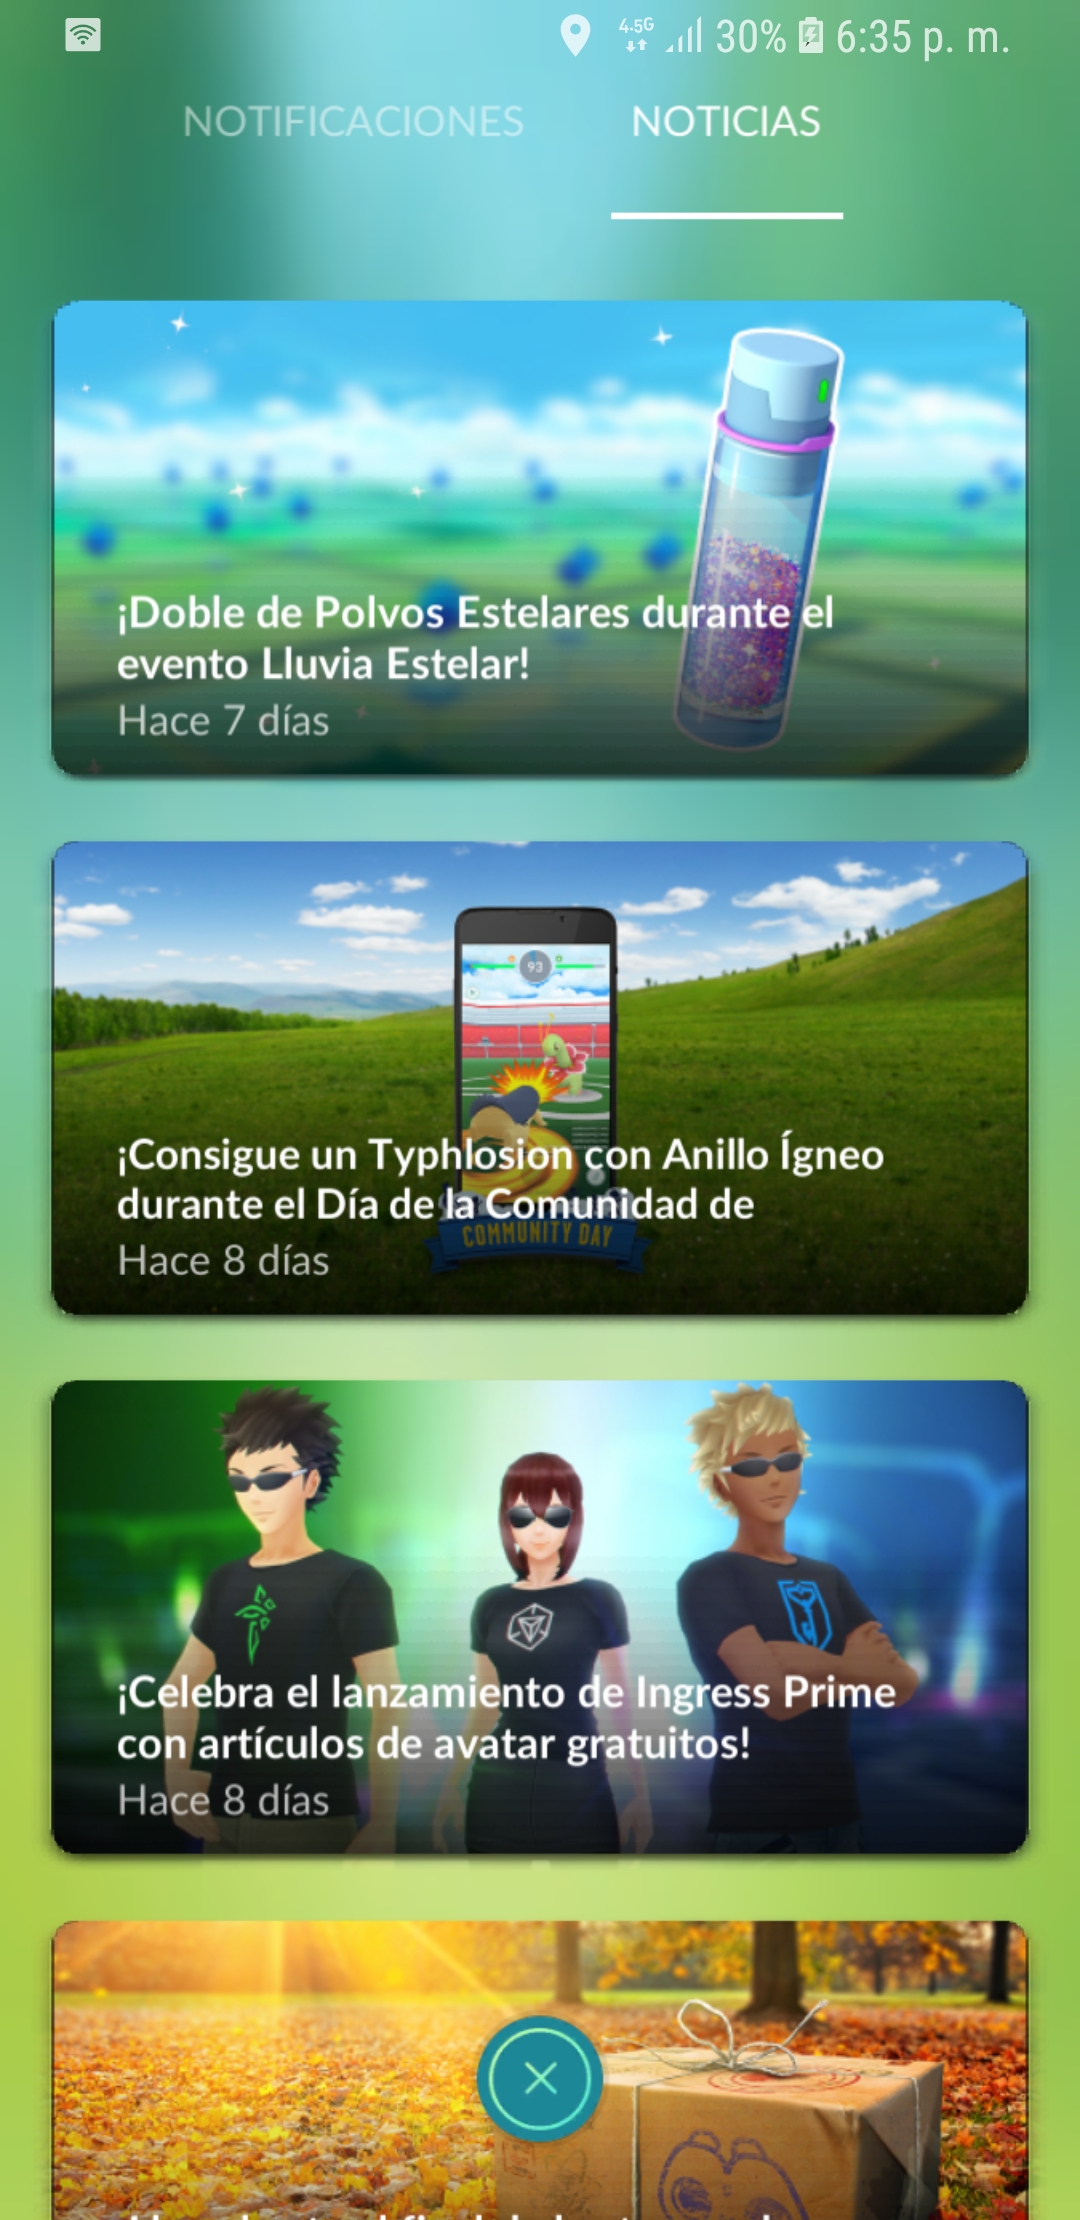 4.5G 30% 6:35 p. m.
NOTIFICACIONES NOTICIAS
¡Doble de Polvos Estelares durante el
evento Lluvia Estelar!
Hace 7 días
93
¡Consigue un Typhlosion con Anillo Ígneo
durante el Día de la Comunidad de
COMMUNITY DAY
Hace 8 días
¡Celebra el lanzamiento de Ingress Prime
con artículos de avatar gratuitos!
Hace 8 días